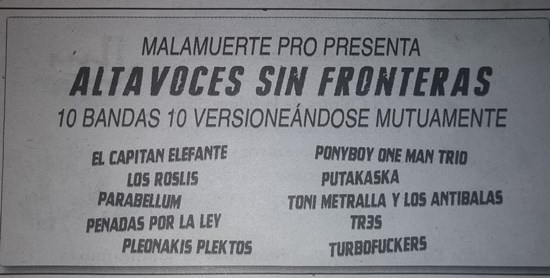 MALAMUERTE PRO PRESENTA
ALTAVOCES SIN FRONTERAS
10 BANDAS 10 VERSIONEÁNDOSE MUTUAMENTE
EL CAPITAN ELEFANTE
LOS ROSLIS
PARABELLUM
PENADAS POR LA LEY
PLEONAKIS PLEKTOS
PONYBOY ONE MAN TRIO
PUTAKASKA
TONI METRALLA Y LOS ANTIBALAS
TR3S
TURBOFUCKERS